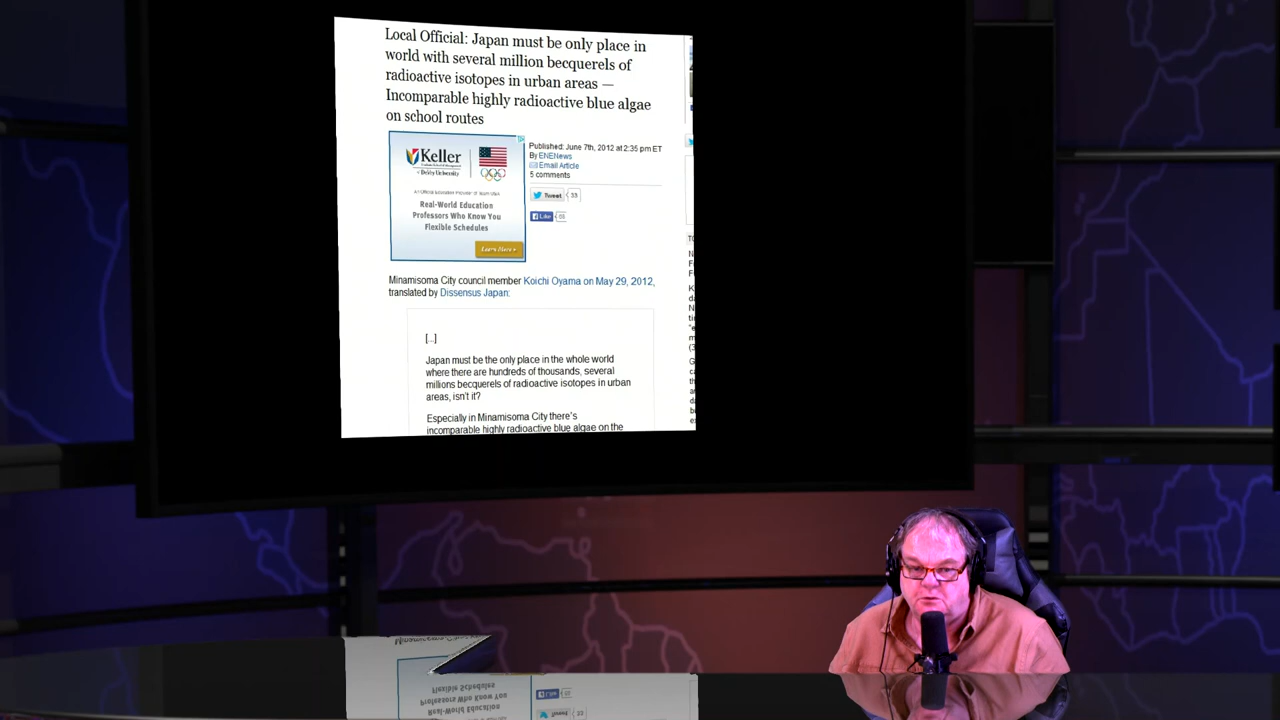 Local Official: Japan must be only place in
world with several million becquerels of
radioactive isotopes in urban areas —
Incomparable highly radioactive blue algae
on school routes
Keller
DeVry University
Real-World Education
Professors Who Know You
Flexible Schedules
Learn More
Published: June 7th, 2012 at 2:35 pm ET
By ENENews
Email Article
5 comments
Tweet 33
Like
Minamisoma City council member Koichi Oyama on May 29, 2012,
translated by Dissensus Japan:
[...]
Japan must be the only place in the whole world
where there are hundreds of thousands, several
millions becquerels of radioactive isotopes in urban
areas, isn't it?
Especially in Minamisoma City there's
incomparable highly radioactive blue algae on the